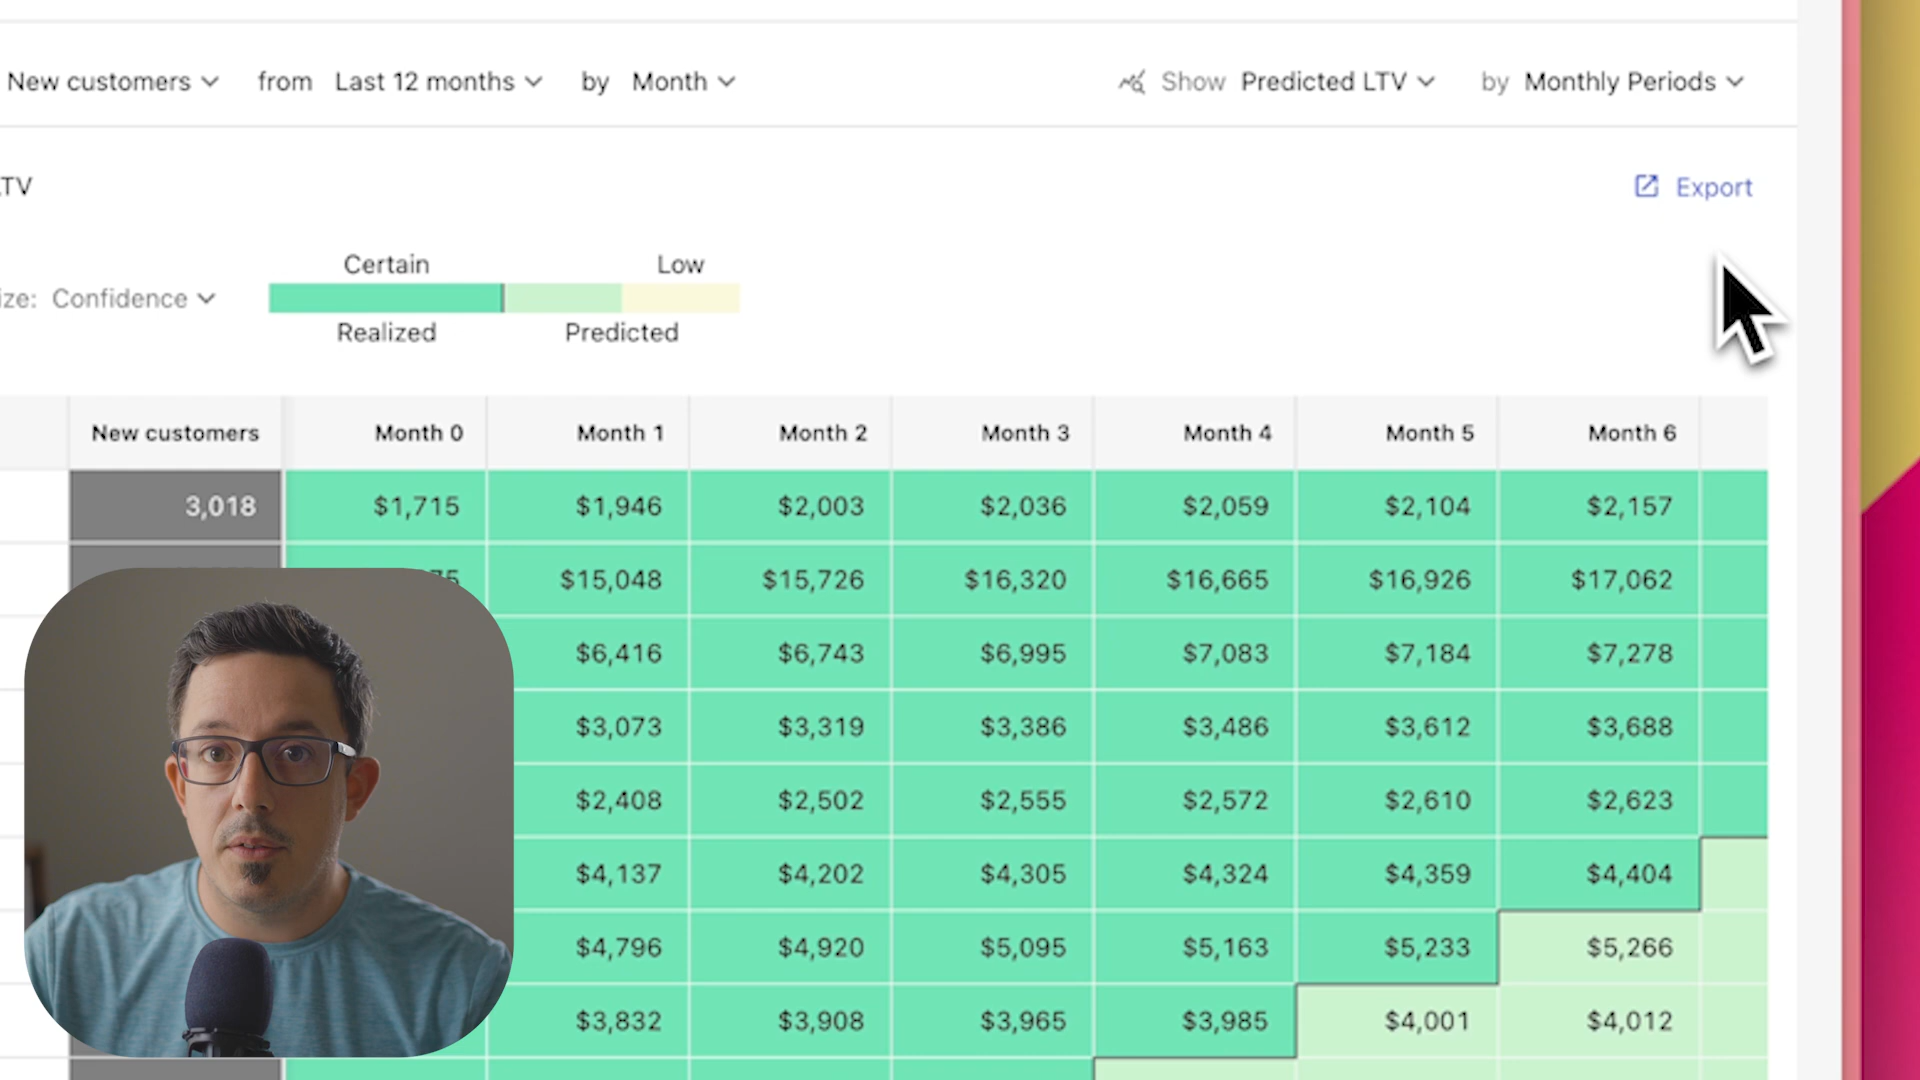 New customers from Last 12 months by Month Show Predicted LTV by Monthly Periods
TV Export
Certain Low
ize: Confidence
Realized Predicted
New customers Month 0 Month 1 Month 2 Month 3 Month 4 Month 5 Month 6
3,018 $1,715 $1,946 $2,003 $2,036 $2,059 $2,104 $2,157
$15,048 $15,726 $16,320 $16,665 $16,926 $17,062
$6,416 $6,743 $6,995 $7,083 $7,184 $7,278
$3,073 $3,319 $3,386 $3,486 $3,612 $3,688
$2,408 $2,502 $2,555 $2,572 $2,610 $2,623
$4,137 $4,202 $4,305 $4,324 $4,359 $4,404
$4,796 $4,920 $5,095 $5,163 $5,233 $5,266
$3,832 $3,908 $3,965 $3,985 $4,001 $4,012